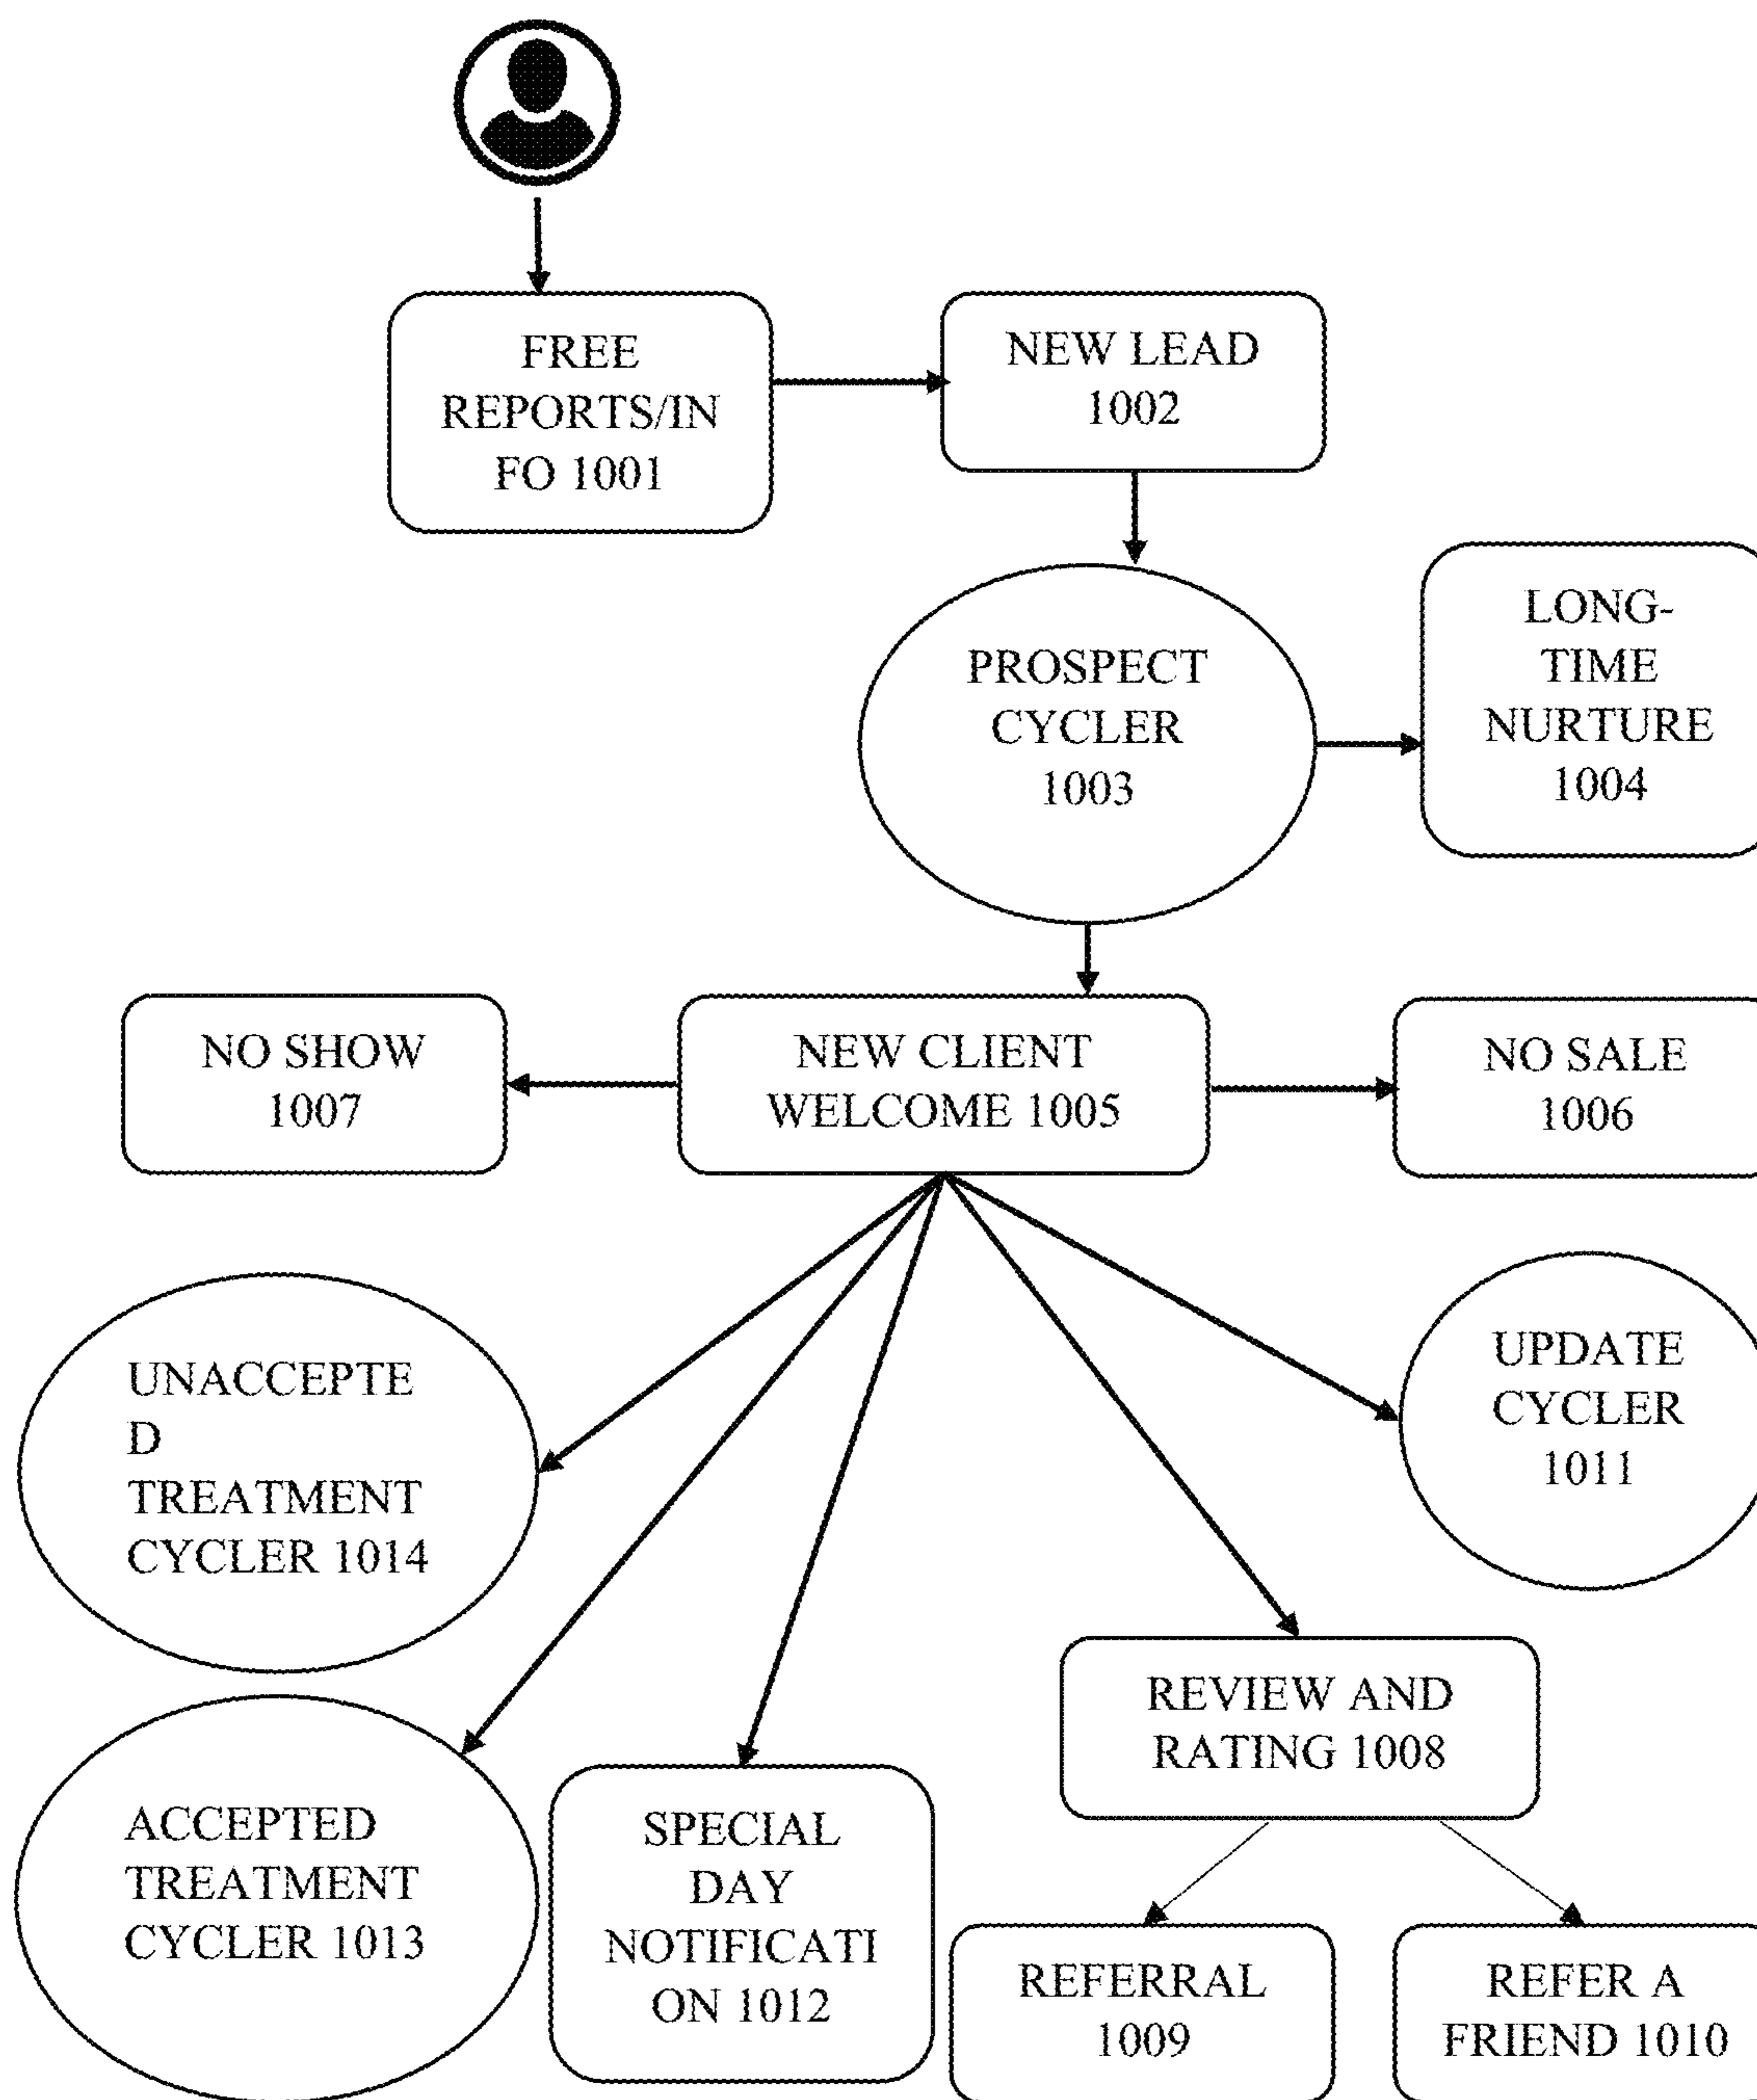 FREE
REPORTS/IN
FO 1001
NEW LEAD
1002
PROSPECT
CYCLER
1003
LONG-
TIME
NURTURE
1004
NO SHOW
1007
NEW CLIENT
WELCOME 1005
NO SALE
1006
UNACCEPTE
D
TREATMENT
CYCLER 1014
UPDATE
CYCLER
1011
REVIEW AND
RATING 1008
ACCEPTED
TREATMENT
CYCLER 1013
SPECIAL
DAY
NOTIFICATI
ON 1012
REFERRAL
1009
REFER A
FRIEND 1010